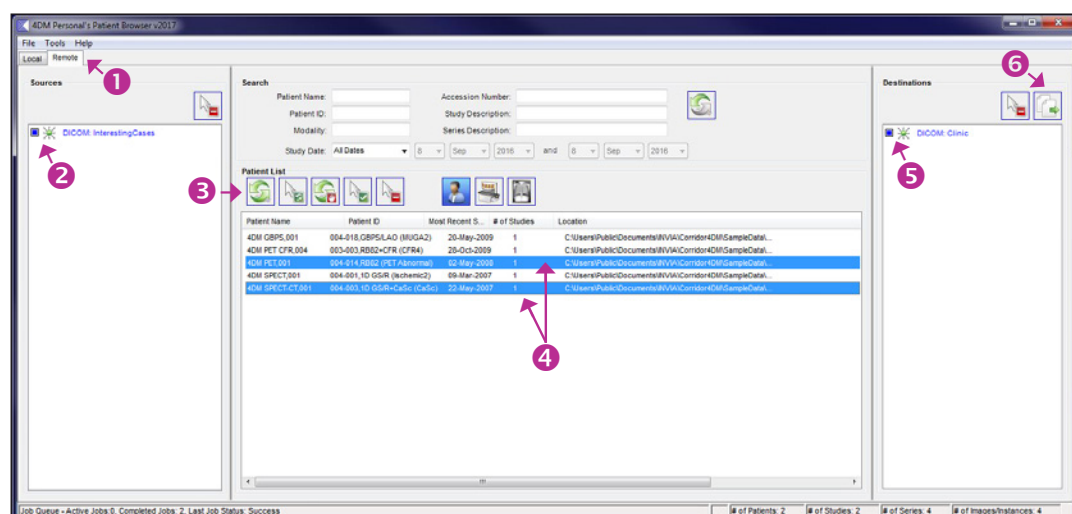 4DM Personal's Patient Browser v2017
File Tools Help
Local Remote
1
6
Sources
Search
Destinations
Patient Name:
Accession Number:
Patient ID:
Study Description:
Modality:
Series Description:
DICOM: InterestingCases
DICOM: Clinic
2
5
Study Date: All Dates 8 Sep 2016 and 8 Sep 2016
Patient List
3
Patient Name Patient ID Most Recent S... # of Studies Location
4DM GBPS,001 004-018,GBPS/LAO (MUGA2) 20-May-2009 1 C:\Users\Public\Documents\INVIA\Corridor4DM\SampleData\...
4DM PET CFR,004 003-003,RB82+CFR (CFR4) 28-Oct-2009 1 C:\Users\Public\Documents\INVIA\Corridor4DM\SampleData\...
4DM PET,001 004-014,RB82 (PET Abnormal) 02-May-2008 1 C:\Users\Public\Documents\INVIA\Corridor4DM\SampleData\...
4DM SPECT,001 004-001,1D GS/R (Ischemic2) 09-Mar-2007 1 C:\Users\Public\Documents\INVIA\Corridor4DM\SampleData\...
4DM SPECT-CT,001 004-003,1D GS/R+CaSc (CaSc) 22-May-2007 1 C:\Users\Public\Documents\INVIA\Corridor4DM\SampleData\...
4
Job Queue - Active Jobs:0, Completed Jobs: 2, Last Job Status: Success # of Patients: 2 # of Studies: 2 # of Series: 4 # of Images/Instances: 4